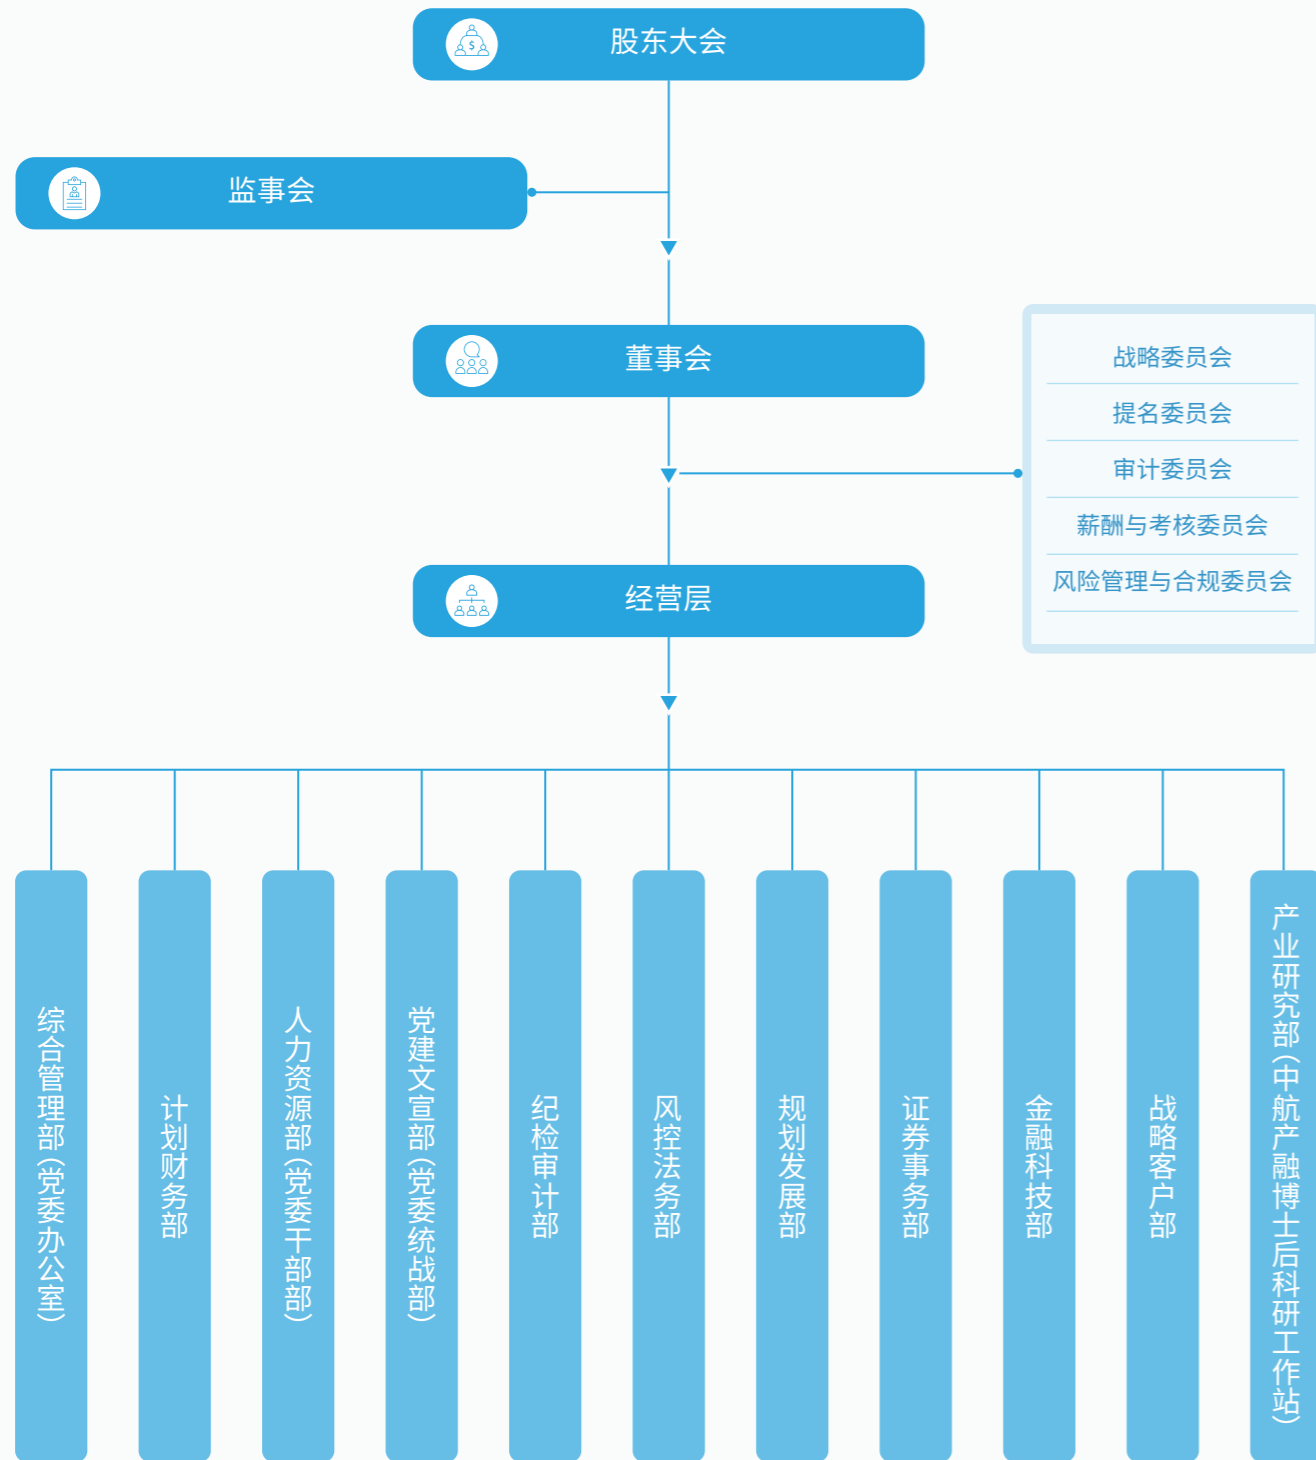 股东大会
监事会
董事会
战略委员会
提名委员会
审计委员会
薪酬与考核委员会
风险管理与合规委员会
经营层
综合管理部(党委办公室)
计划财务部
人力资源部(党委干部部)
党建文宣部(党委统战部)
纪检审计部
风控法务部
规划发展部
证券事务部
金融科技部
战略客户部
产业研究部(中航产融博士后科研工作站)